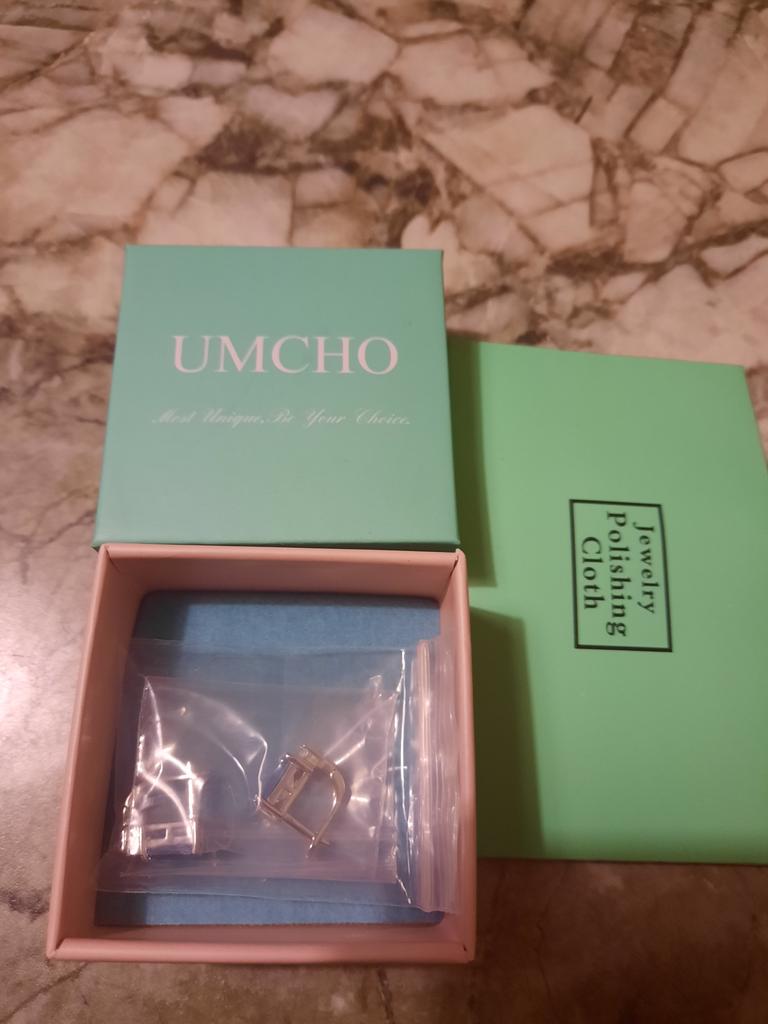 UMCHO
Most Unique, Be Your Choice.
Jewelry
Polishing
Cloth